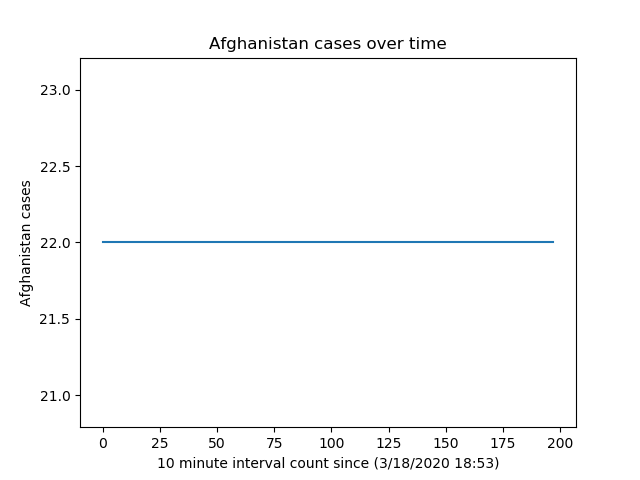 Afghanistan cases over time
23.0
22.5
22.0
21.5
21.0
Afghanistan cases
0 25 50 75 100 125 150 175 200
10 minute interval count since (3/18/2020 18:53)